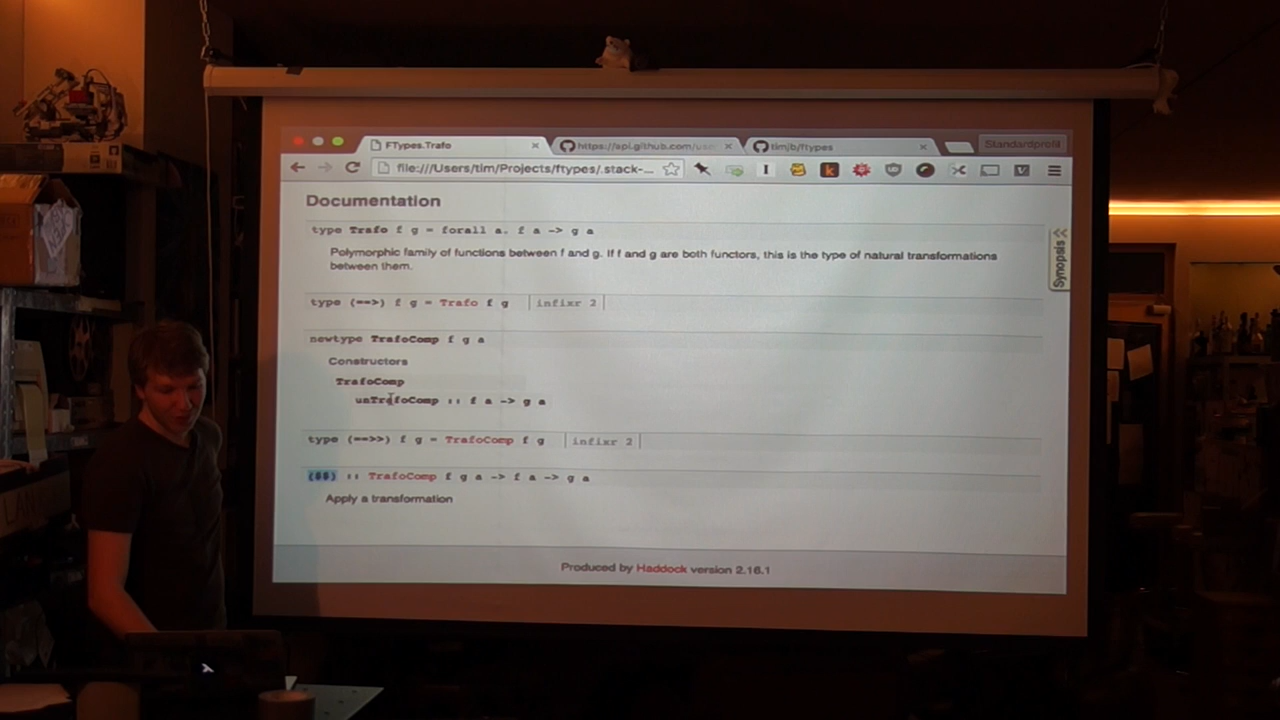 FTypes.Trafo
https://api.github.com/use
timjb/ftypes
Standardprofil
file:///Users/tim/Projects/ftypes/.stack-...
Documentation
type Trafo f g = forall a. f a -> g a
Polymorphic family of functions between f and g. If f and g are both functors, this is the type of natural transformations
between them.
Synopsis
type (==>) f g = Trafo f g infixr 2
newtype TrafoComp f g a
Constructors
TrafoComp
unTrafoComp :: f a -> g a
type (==>>) f g = TrafoComp f g infixr 2
($$) :: TrafoComp f g a -> f a -> g a
Apply a transformation
Produced by Haddock version 2.16.1